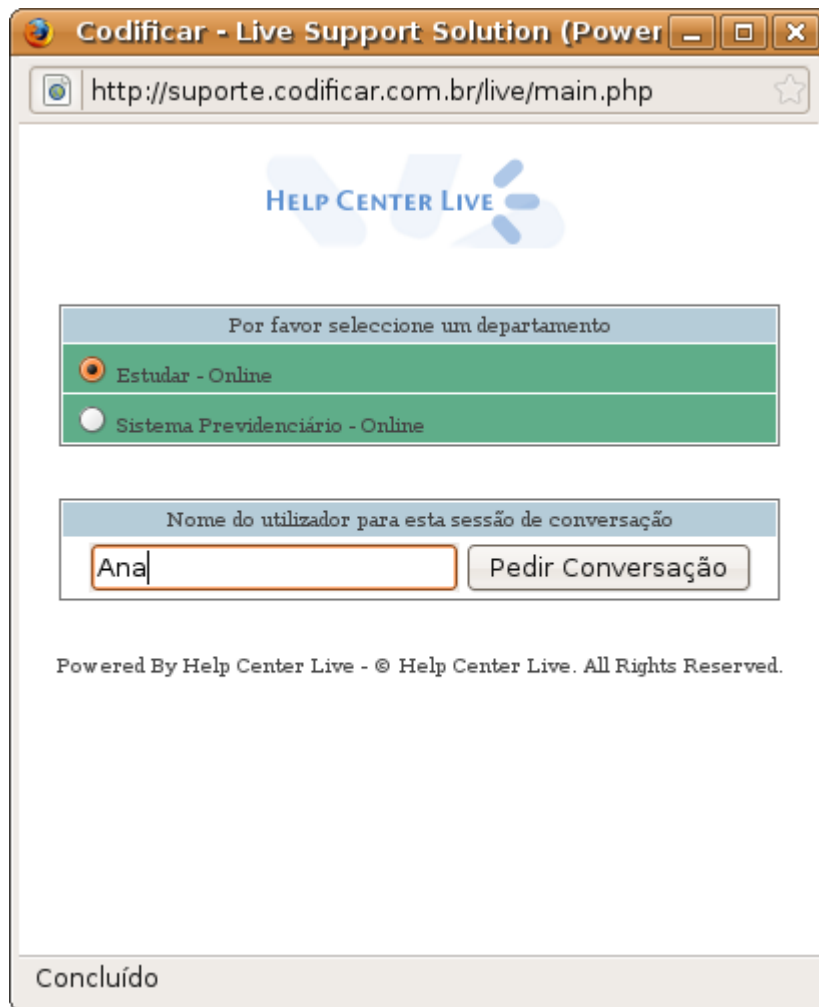 Codificar - Live Support Solution (Power
http://suporte.codificar.com.br/live/main.php
HELP CENTER LIVE
Por favor seleccione um departamento
Estudar - Online
Sistema Previdenciário - Online
Nome do utilizador para esta sessão de conversação
Ana Pedir Conversação
Powered By Help Center Live - © Help Center Live. All Rights Reserved.
Concluído